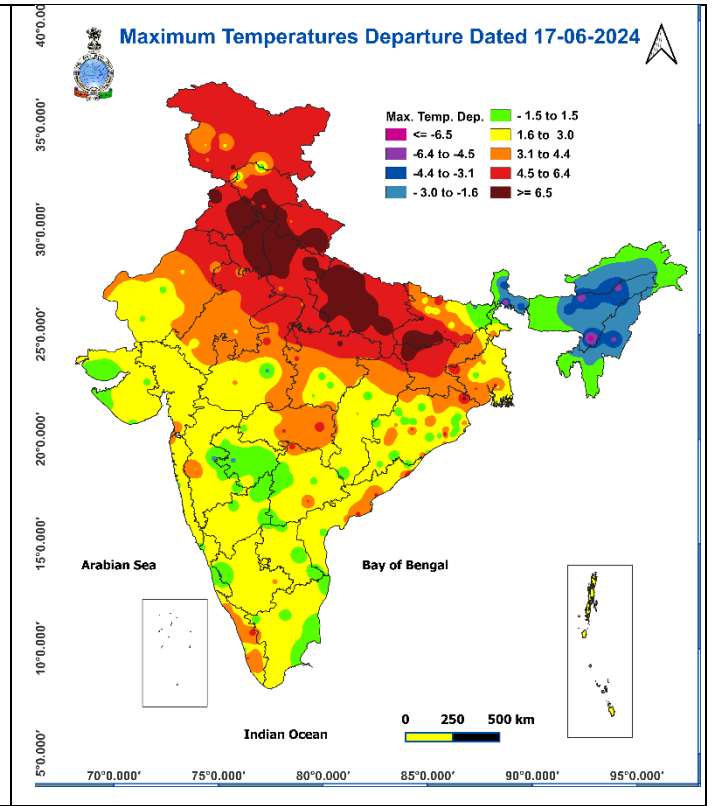 Maximum Temperatures Departure Dated 17-06-2024
Max. Temp. Dep.
<= -6.5
-6.4 to -4.5
-4.4 to -3.1
- 3.0 to -1.6
- 1.5 to 1.5
1.6 to 3.0
3.1 to 4.4
4.5 to 6.4
>= 6.5
40°0.000'
35°0.000'
30°0.000'
25°0.000'
20°0.000'
15°0.000'
10°0.000'
5°0.000'
Arabian Sea
Bay of Bengal
Indian Ocean
0 250 500 km
70°0.000' 75°0.000' 80°0.000' 85°0.000' 90°0.000' 95°0.000'